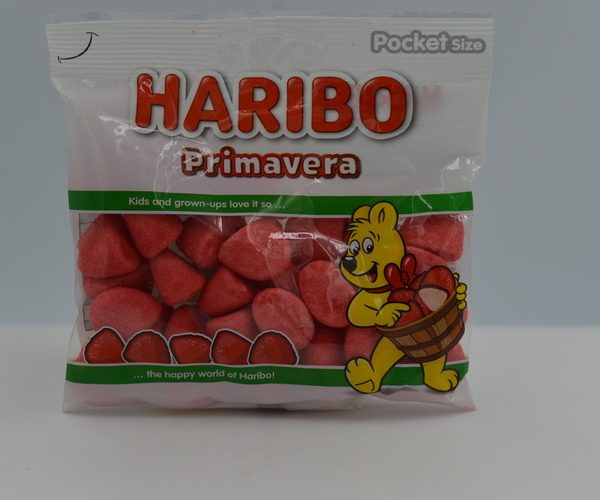 Pocket Size
HARIBO
Primavera
Kids and grown-ups love it so ...
... the happy world of Haribo!